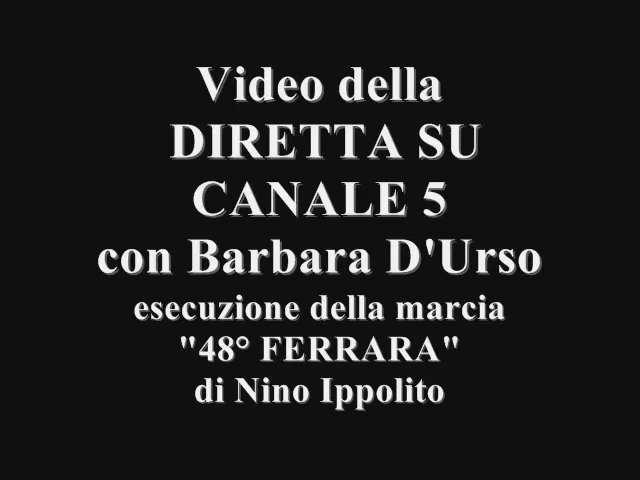 Video della
DIRETTA SU
CANALE 5
con Barbara D'Urso
esecuzione della marcia
"48° FERRARA"
di Nino Ippolito